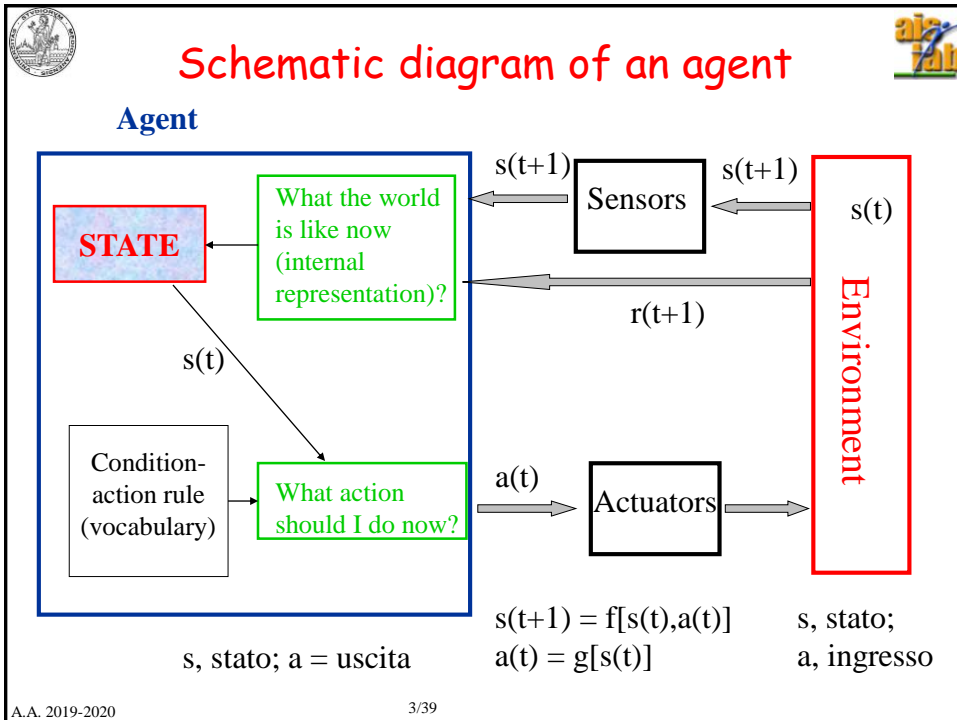 Schematic diagram of an agent
Agent
s(t+1)
s(t+1)
What the world
is like now
(internal
representation)?
Sensors
s(t)
STATE
r(t+1)
Environment
s(t)
Condition-
action rule
(vocabulary)
What action
should I do now?
a(t)
Actuators
s(t+1) = f[s(t),a(t)]
a(t) = g[s(t)]
s, stato;
a, ingresso
s, stato; a = uscita
A.A. 2019-2020
3/39